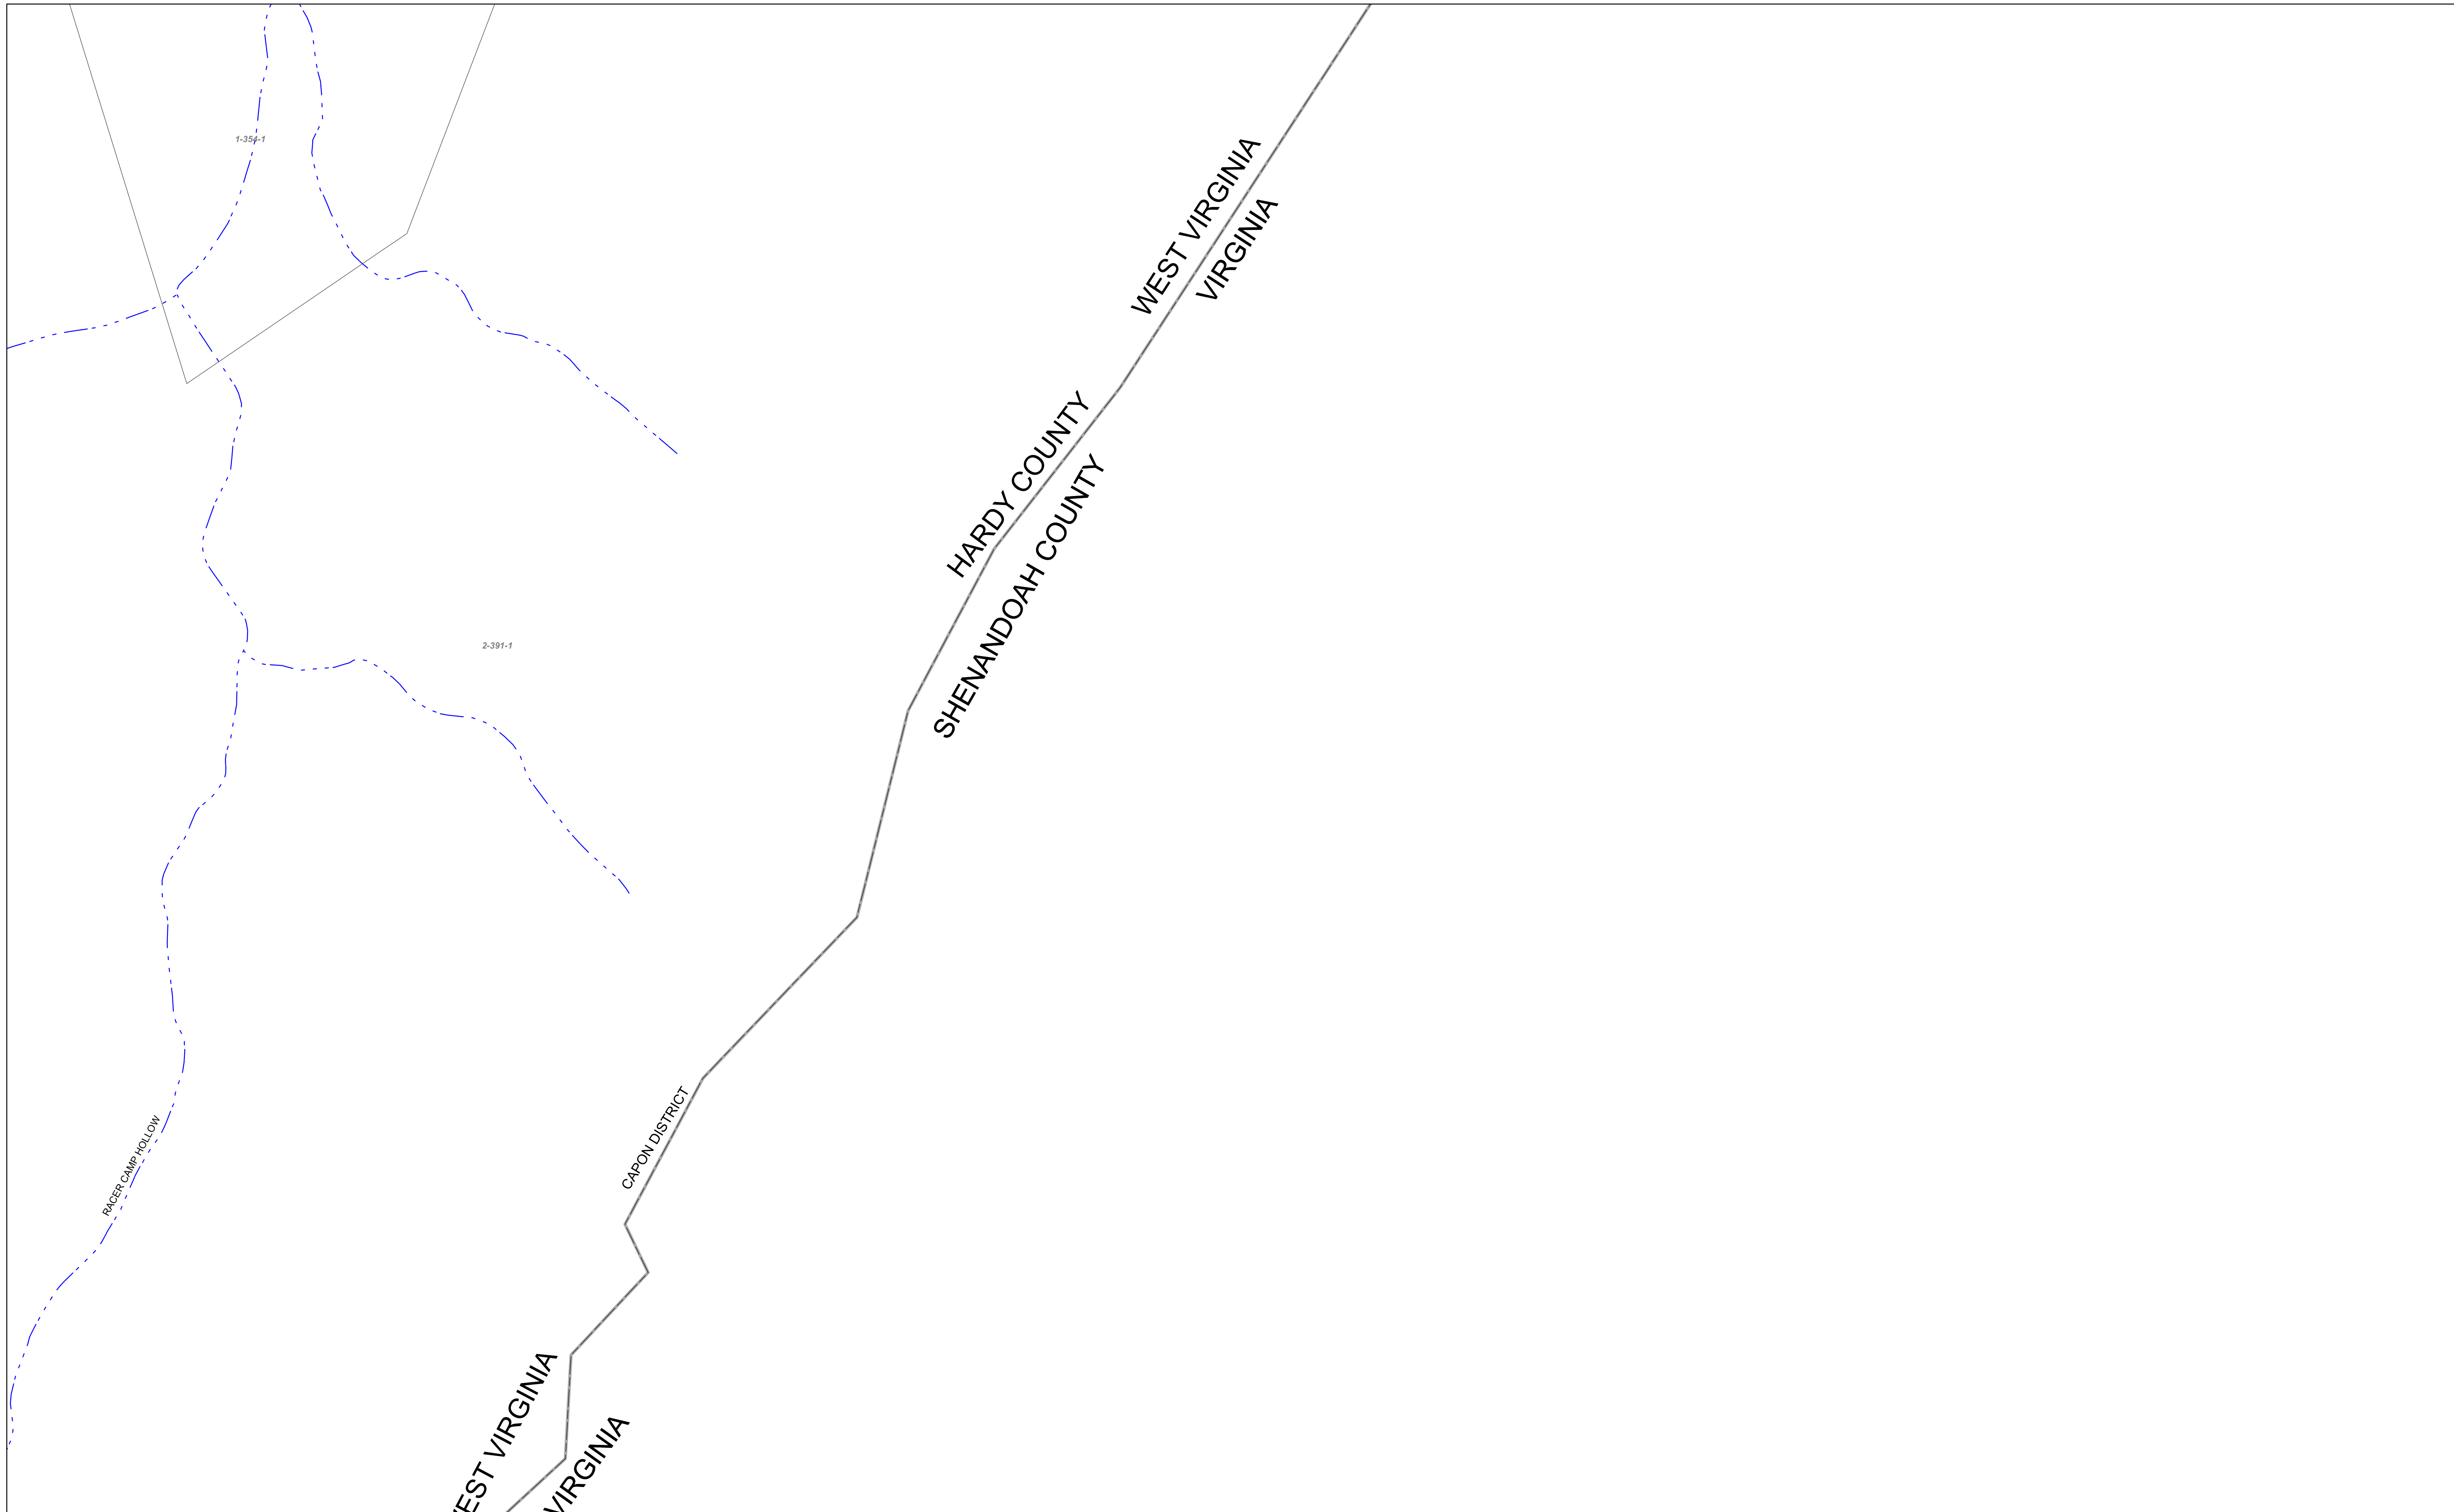 1-354-1
WEST VIRGINIA
VIRGINIA
HARDY COUNTY
SHENANDOAH COUNTY
2-391-1
CAPON DISTRICT
RACER CAMP HOLLOW
EST VIRGINIA
VIRGINIA